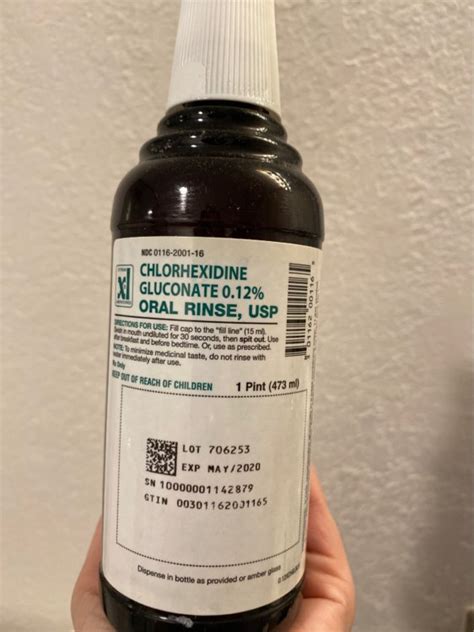 NDC 0116-2001-16
CHLORHEXIDINE
GLUCONATE 0.12%
ORAL RINSE, USP
DIRECTIONS FOR USE: Fill cap to the "fill line" (15 ml).
Swish in mouth undiluted for 30 seconds, then spit out. Use
after breakfast and before bedtime. Or, use as prescribed.
NOTE: To minimize medicinal taste, do not rinse with
water immediately after use.
Rx Only
KEEP OUT OF REACH OF CHILDREN
1 Pint (473 ml)
LOT 706253
EXP MAY/2020
SN 10000001142879
GTIN 00301162001165
Dispense in bottle as provided or amber glass